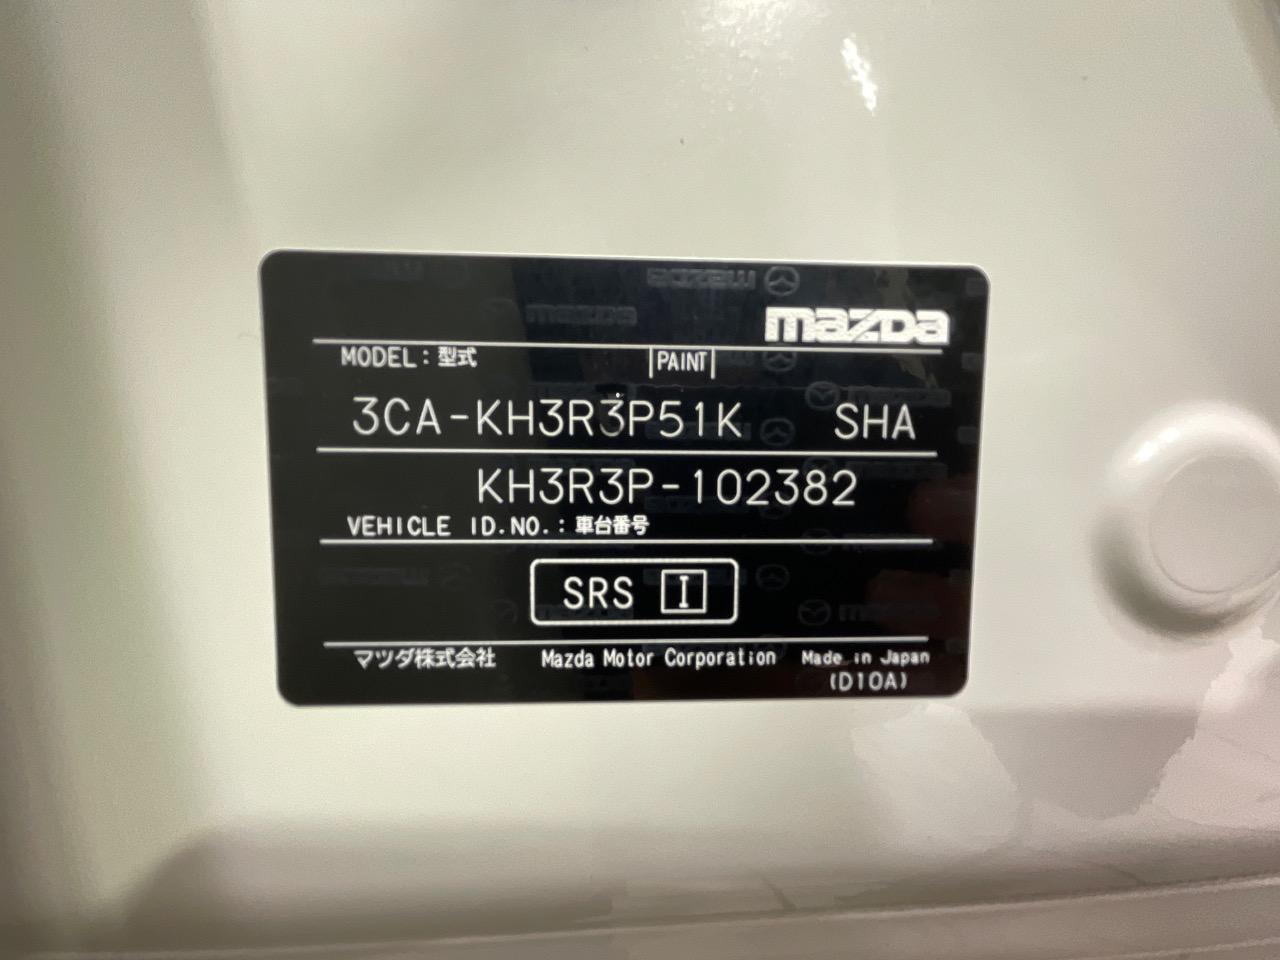 mazda
MODEL：型式 PAINT
3CA-KH3R3P51K SHA
KH3R3P-102382
VEHICLE ID.NO.：車台番号
SRS I
マツダ株式会社 Mazda Motor Corporation Made in Japan
(D10A)